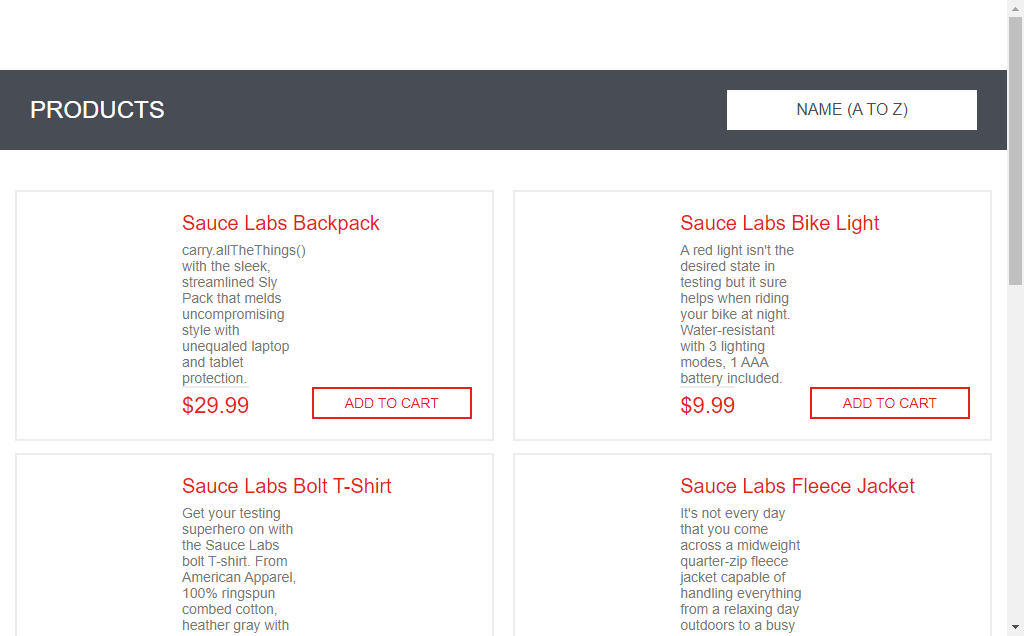 PRODUCTS
NAME (A TO Z)
Sauce Labs Backpack
carry.allTheThings()
with the sleek,
streamlined Sly
Pack that melds
uncompromising
style with
unequaled laptop
and tablet
protection.
$29.99
ADD TO CART
Sauce Labs Bike Light
A red light isn't the
desired state in
testing but it sure
helps when riding
your bike at night.
Water-resistant
with 3 lighting
modes, 1 AAA
battery included.
$9.99
ADD TO CART
Sauce Labs Bolt T-Shirt
Get your testing
superhero on with
the Sauce Labs
bolt T-shirt. From
American Apparel,
100% ringspun
combed cotton,
heather gray with
Sauce Labs Fleece Jacket
It's not every day
that you come
across a midweight
quarter-zip fleece
jacket capable of
handling everything
from a relaxing day
outdoors to a busy